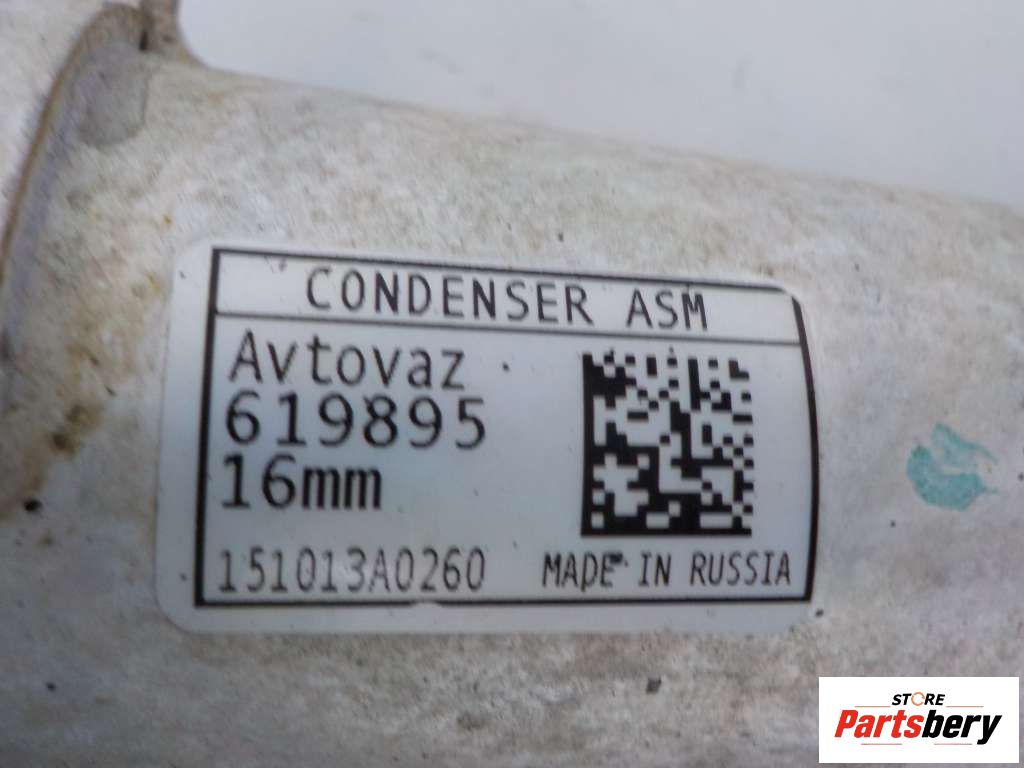 CONDENSER ASM
Avtovaz
619895
16mm
151013A0260 MADE IN RUSSIA
STORE
Partsbery